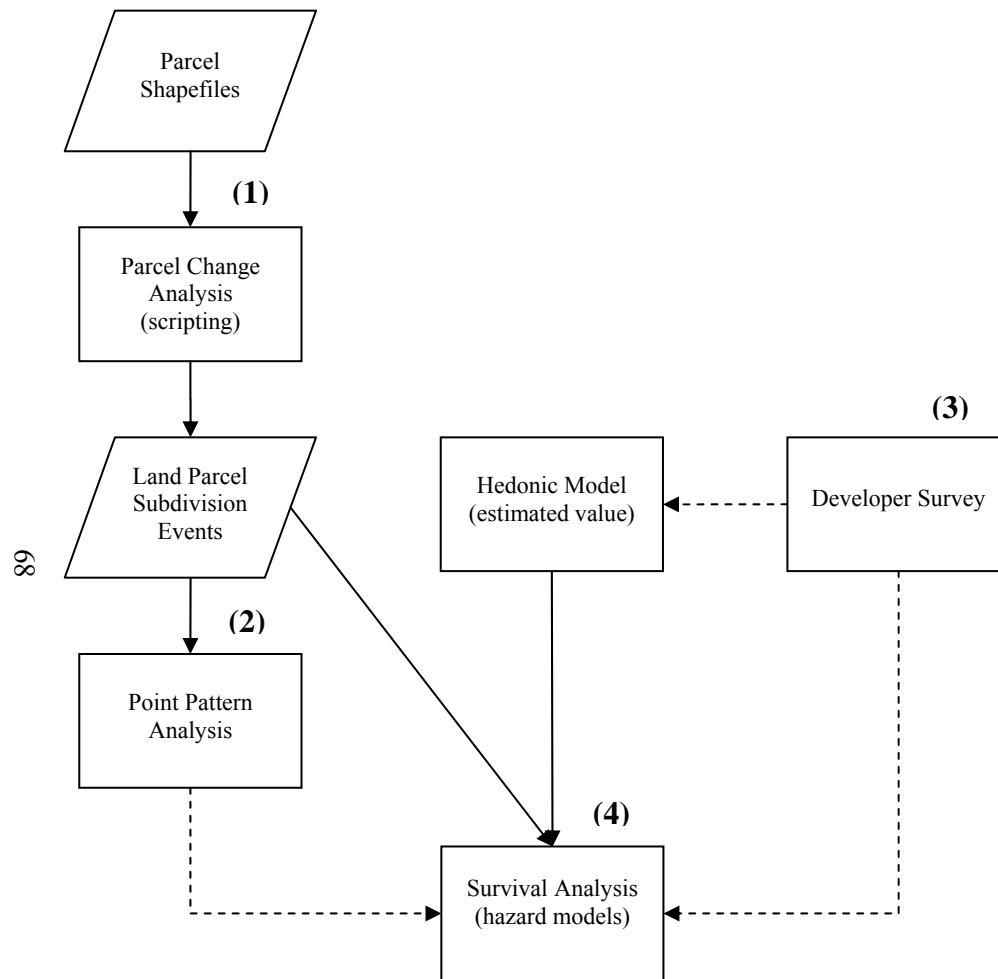 Parcel
Shapefiles
(1)
Parcel Change
Analysis
(scripting)
(3)
Land Parcel
Subdivision
Events
Hedonic Model
(estimated value)
Developer Survey
89
(2)
Point Pattern
Analysis
(4)
Survival Analysis
(hazard models)